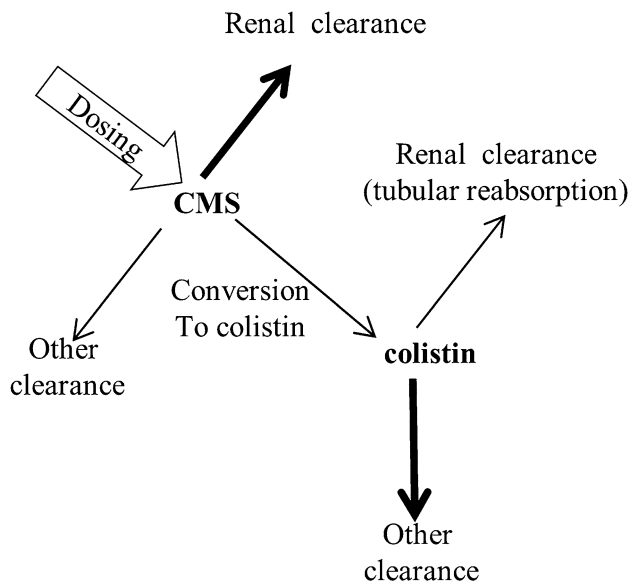 Renal clearance
Dosing
Renal clearance
(tubular reabsorption)
CMS
Conversion
To colistin
Other
clearance
colistin
Other
clearance